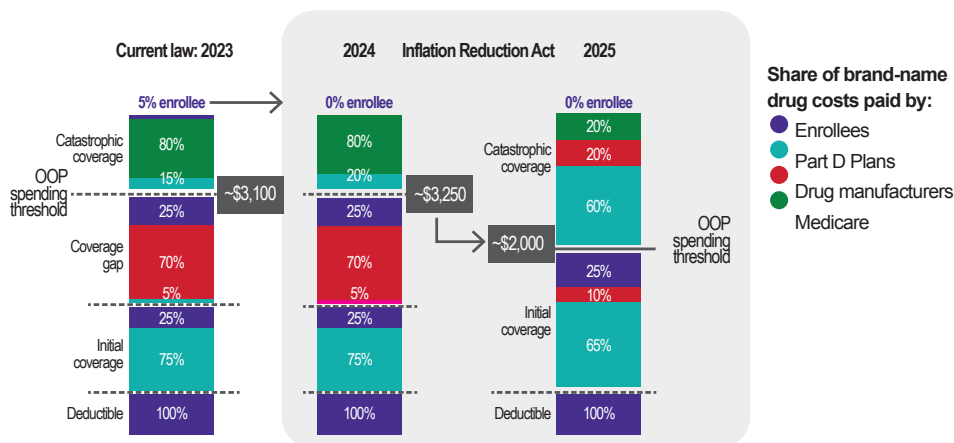 Current law: 2023
2024
Inflation Reduction Act
2025
5% enrollee
0% enrollee
0% enrollee
Catastrophic
coverage
80%
15%
OOP
spending
threshold
~$3,100
25%
Coverage
gap
70%
5%
25%
Initial
coverage
75%
Deductible
100%
80%
20%
~$3,250
25%
70%
5%
25%
75%
100%
Catastrophic
coverage
20%
20%
60%
~$2,000
OOP
spending
threshold
25%
10%
Initial
coverage
65%
Deductible
100%
Share of brand-name
drug costs paid by:
Enrollees
Part D Plans
Drug manufacturers
Medicare